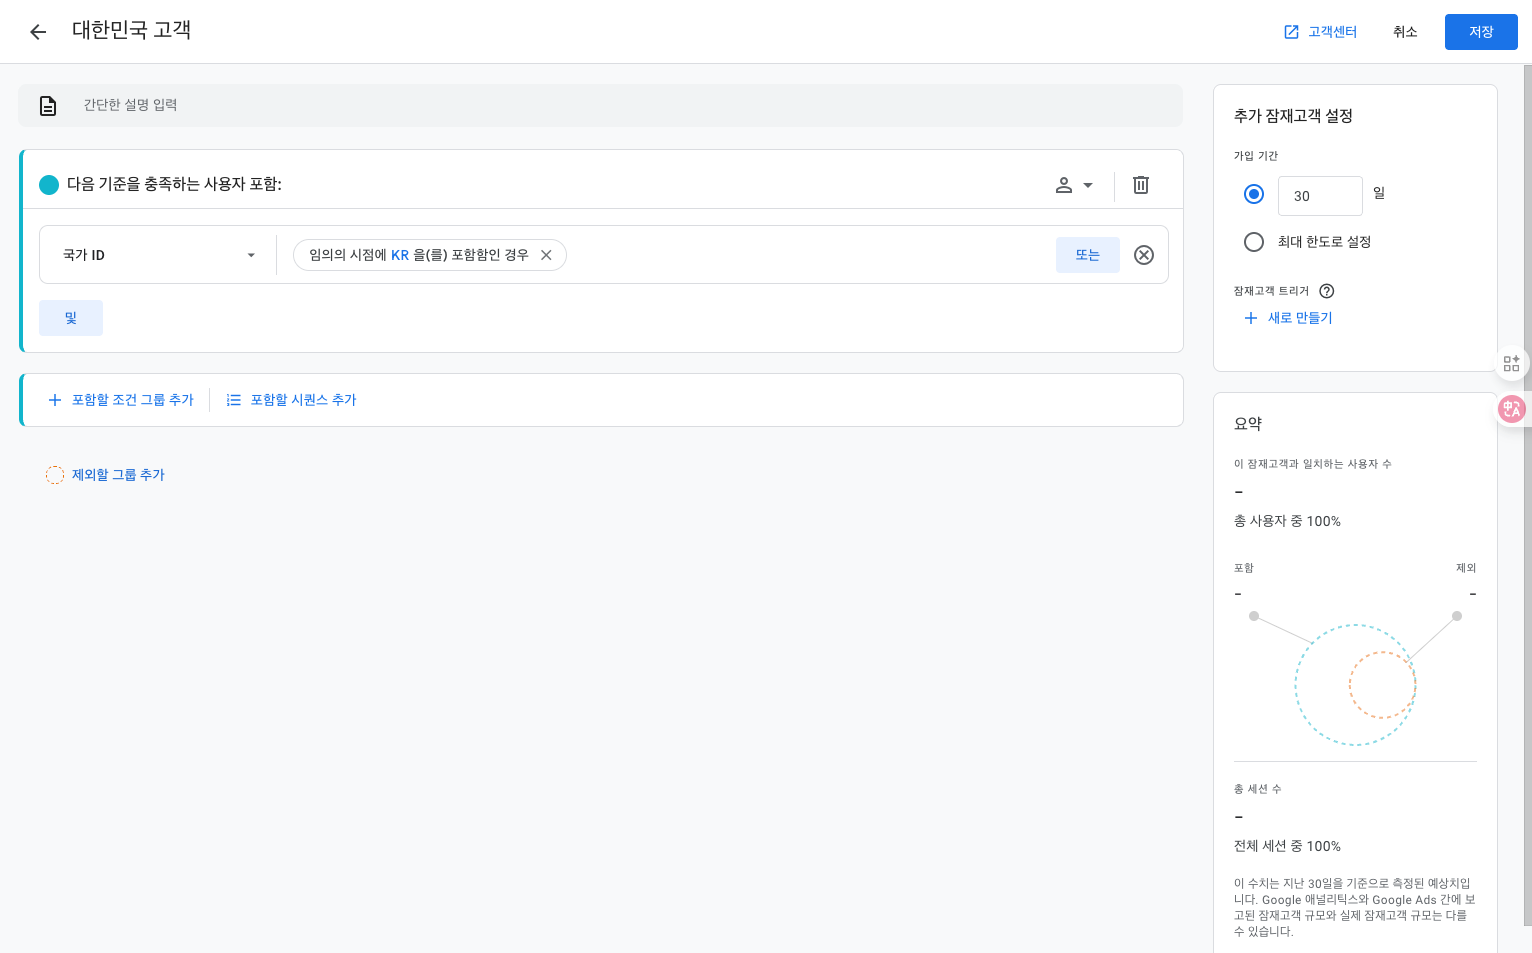 대한민국 고객
고객센터
취소
저장
간단한 설명 입력
다음 기준을 충족하는 사용자 포함:
국가 ID
임의의 시점에 KR 을(를) 포함함인 경우
또는
및
포함할 조건 그룹 추가
포함할 시퀀스 추가
제외할 그룹 추가
추가 잠재고객 설정
가입 기간
30
일
최대 한도로 설정
잠재고객 트리거
새로 만들기
요약
이 잠재고객과 일치하는 사용자 수
-
총 사용자 중 100%
포함
제외
-
-
총 세션 수
-
전체 세션 중 100%
이 수치는 지난 30일을 기준으로 측정된 예상치입
니다. Google 애널리틱스와 Google Ads 간에 보
고된 잠재고객 규모와 실제 잠재고객 규모는 다를
수 있습니다.